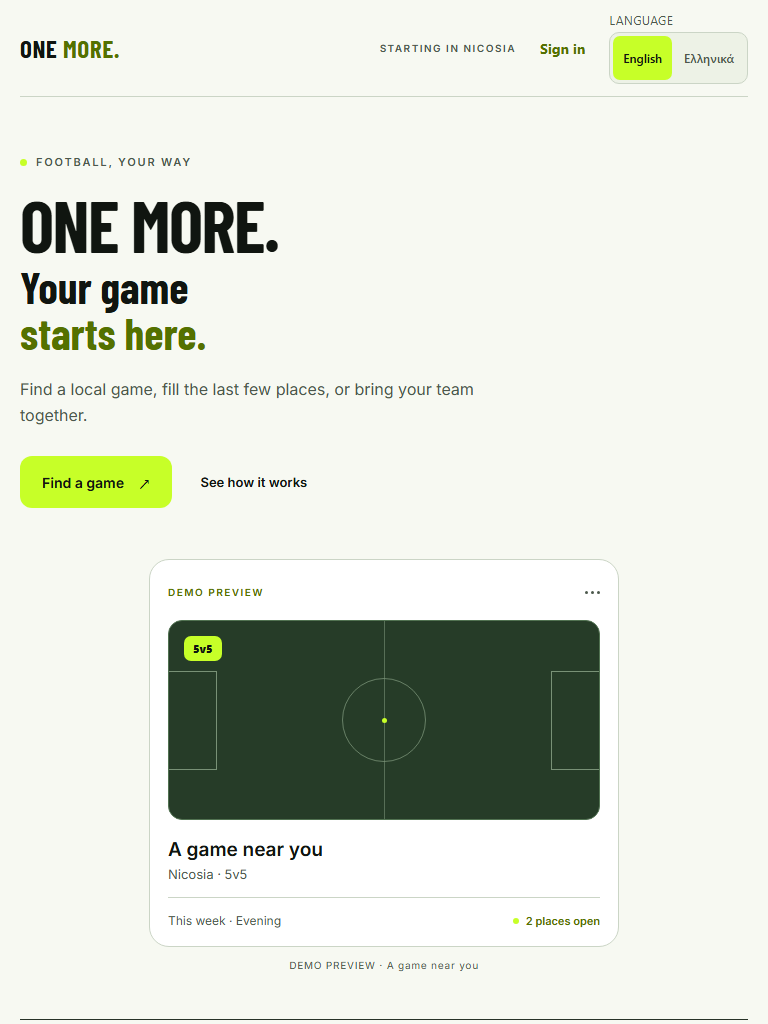 LANGUAGE
ONE MORE.
STARTING IN NICOSIA
Sign in
English
Ελληνικά
FOOTBALL, YOUR WAY
ONE MORE.
Your game
starts here.
Find a local game, fill the last few places, or bring your team
together.
Find a game ↗
See how it works
DEMO PREVIEW
5v5
A game near you
Nicosia · 5v5
This week · Evening
2 places open
DEMO PREVIEW · A game near you